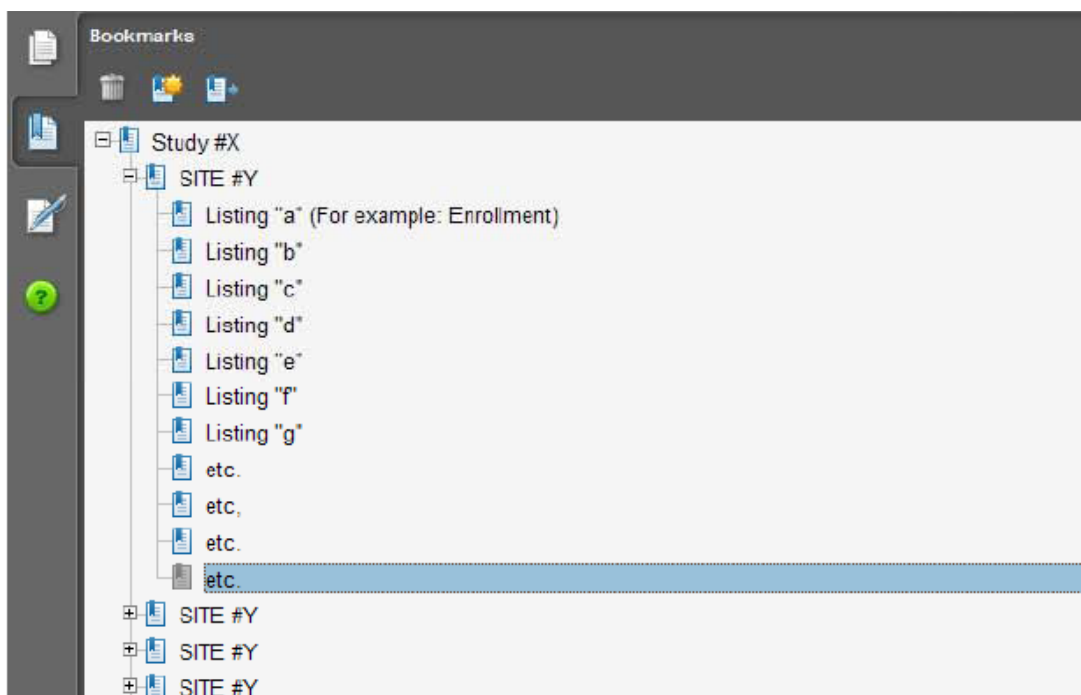 Bookmarks
Study #X
SITE #Y
Listing "a" (For example: Enrollment)
Listing "b"
Listing "c"
Listing "d"
Listing "e"
Listing "f"
Listing "g"
etc.
etc,
etc.
etc.
SITE #Y
SITE #Y
SITE #Y